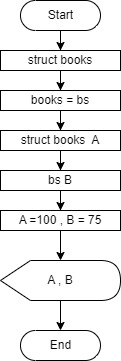 Start
struct books
books = bs
struct books A
bs B
A =100 , B = 75
A , B
End